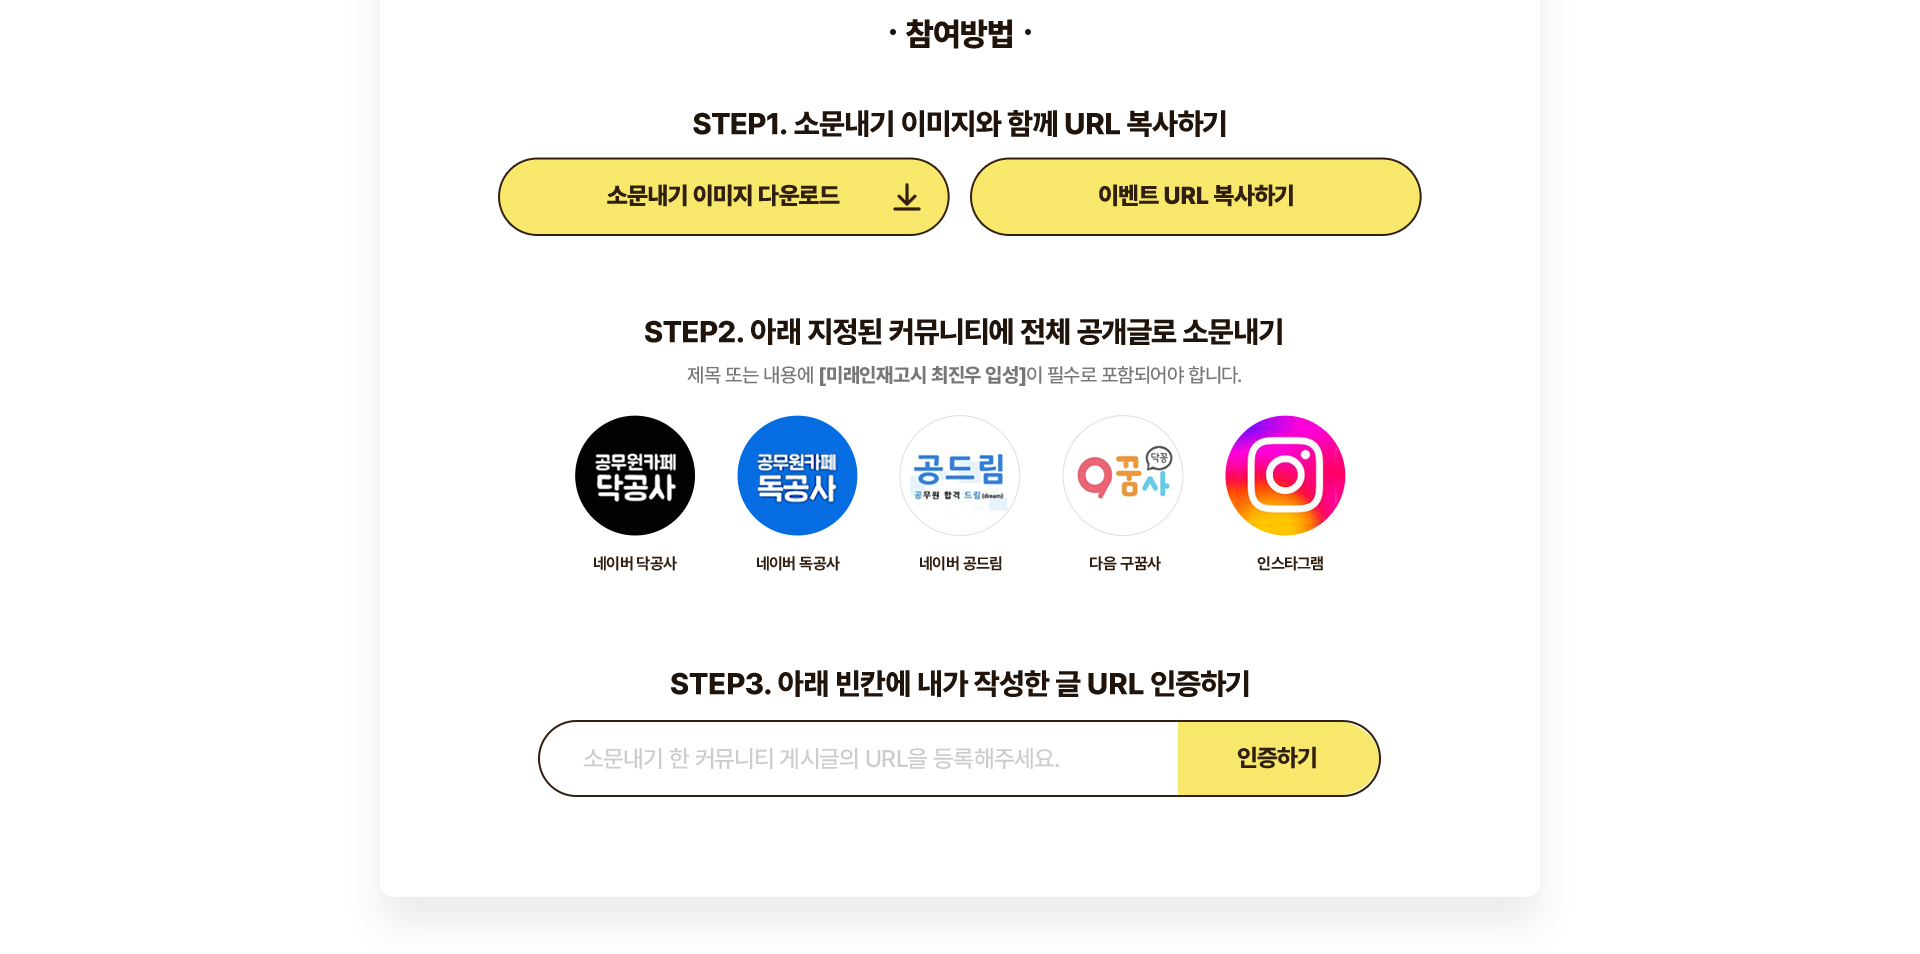 · 참여방법 ·
STEP1. 소문내기 이미지와 함께 URL 복사하기
소문내기 이미지 다운로드
이벤트 URL 복사하기
STEP2. 아래 지정된 커뮤니티에 전체 공개글로 소문내기
제목 또는 내용에 [미래인재고시 최진우 입성]이 필수로 포함되어야 합니다.
공무원카페
닥공사
공무원카페
독공사
공드림
공무원 합격 드림(dream)
9꿈사
닥꽁
네이버 닥공사
네이버 독공사
네이버 공드림
다음 구꿈사
인스타그램
STEP3. 아래 빈칸에 내가 작성한 글 URL 인증하기
소문내기 한 커뮤니티 게시글의 URL을 등록해주세요.
인증하기